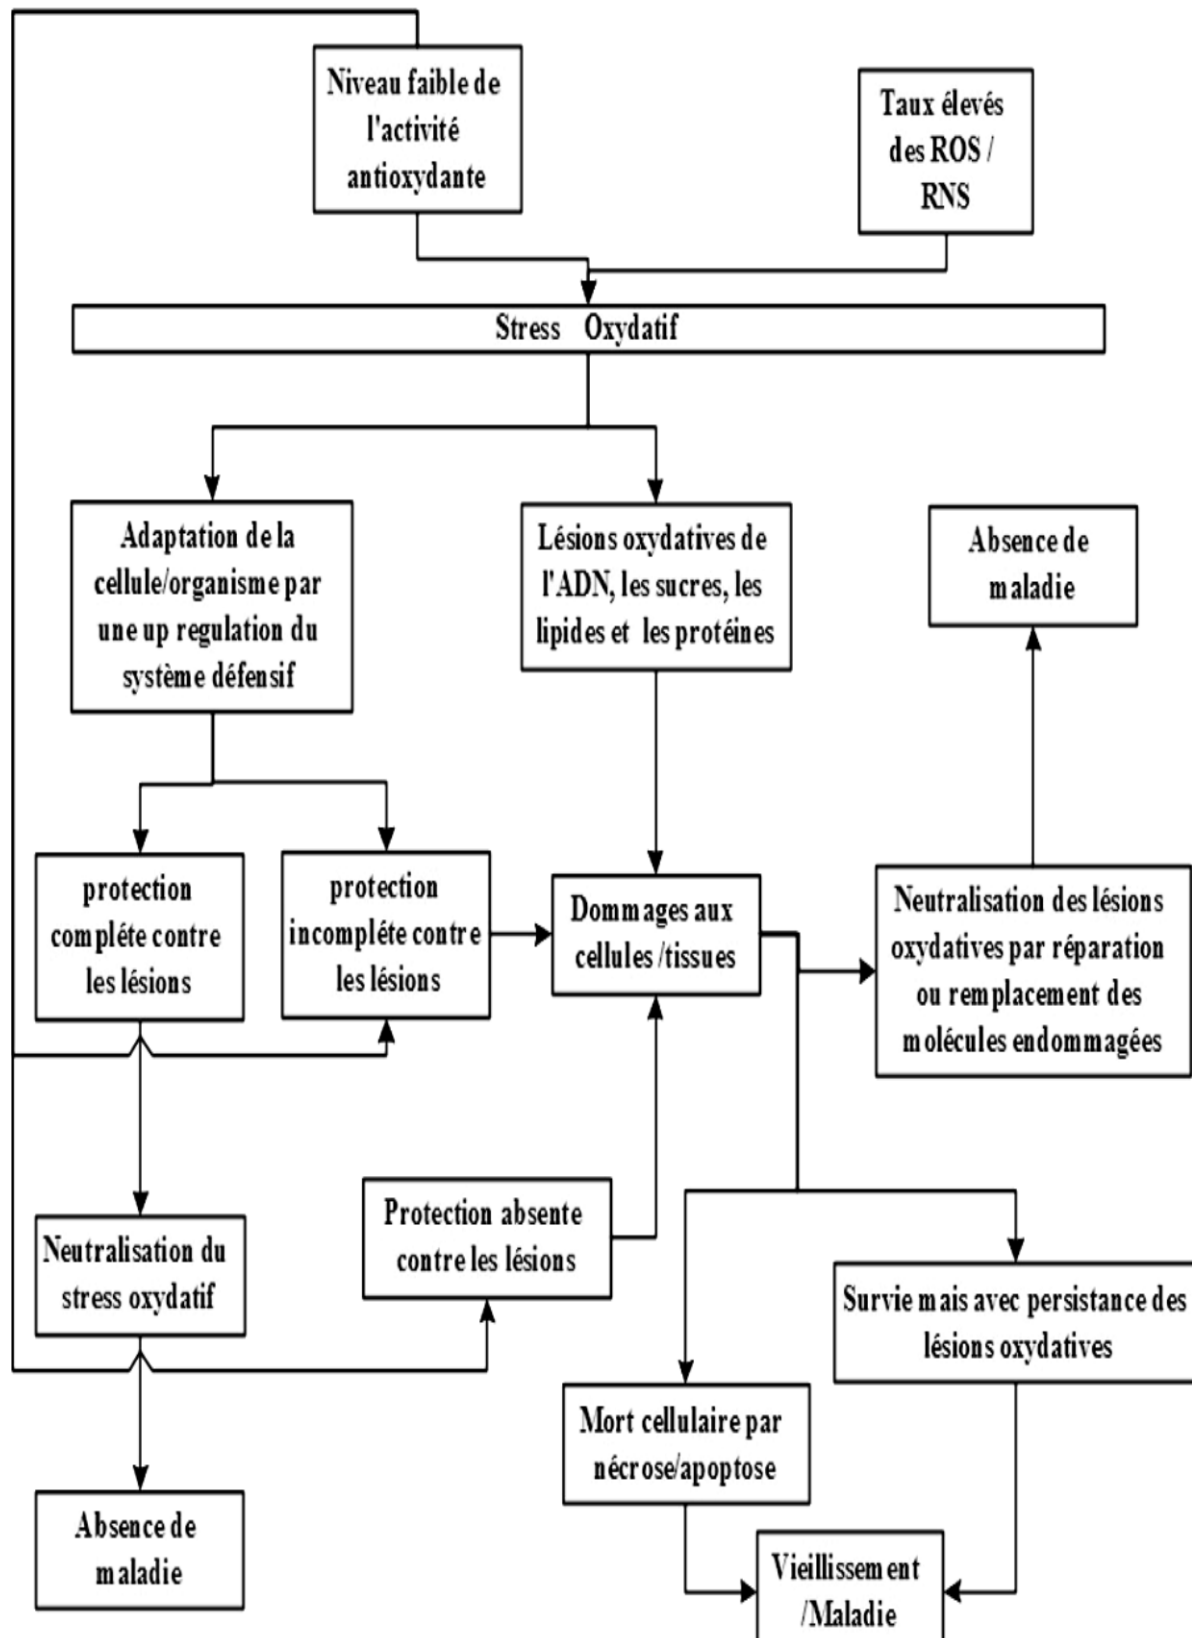 Niveau faible de
l'activité
antioxydante
Taux élevés
des ROS /
RNS
Stress Oxydatif
Adaptation de la
cellule/organisme par
une up regulation du
système défensif
Lésions oxydatives de
l'ADN, les sucres, les
lipides et les protéines
Absence de
maladie
protection
compléte contre
les lésions
protection
incompléte contre
les lésions
Dommages aux
cellules /tissues
Neutralisation des lésions
oxydatives par réparation
ou remplacement des
molécules endommagées
Protection absente
contre les lésions
Neutralisation du
stress oxydatif
Survie mais avec persistance des
lésions oxydatives
Mort cellulaire par
nécrose/apoptose
Absence de
maladie
Vieillissement
/Maladie